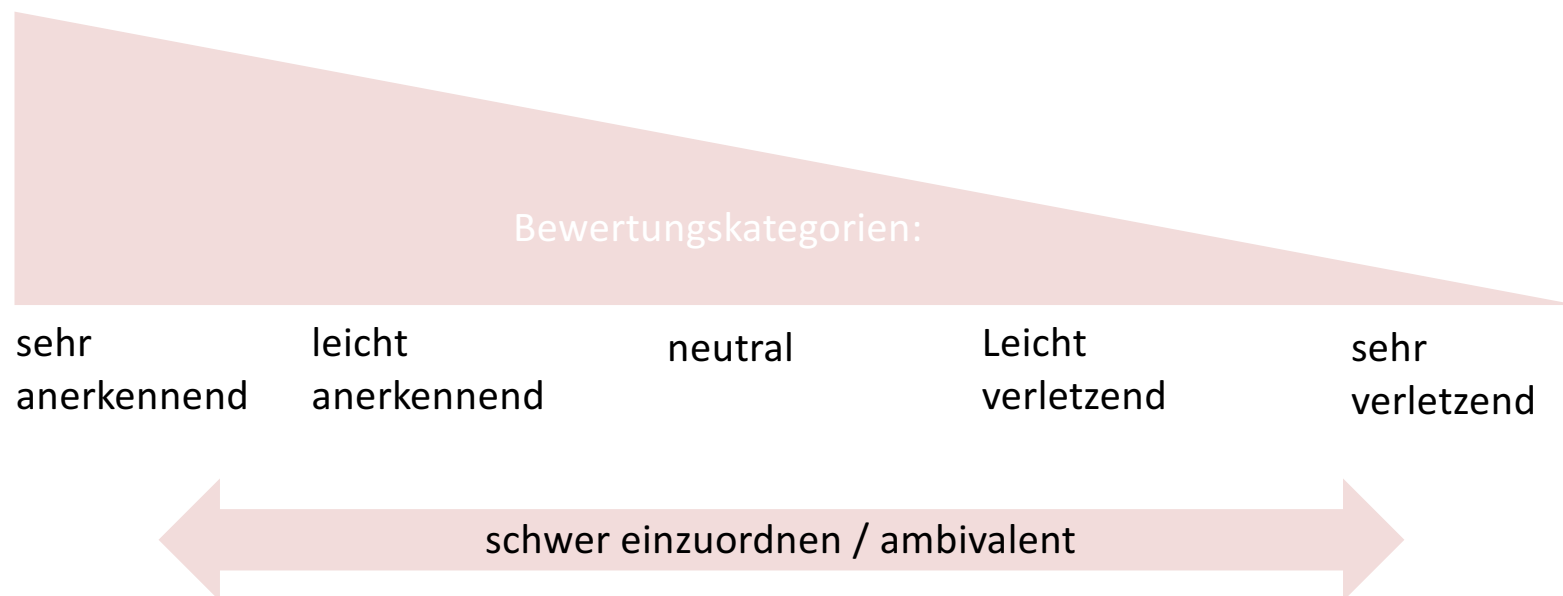 Bewertungskategorien:
sehr
anerkennend
leicht
anerkennend
neutral
Leicht
verletzend
sehr
verletzend
schwer einzuordnen / ambivalent